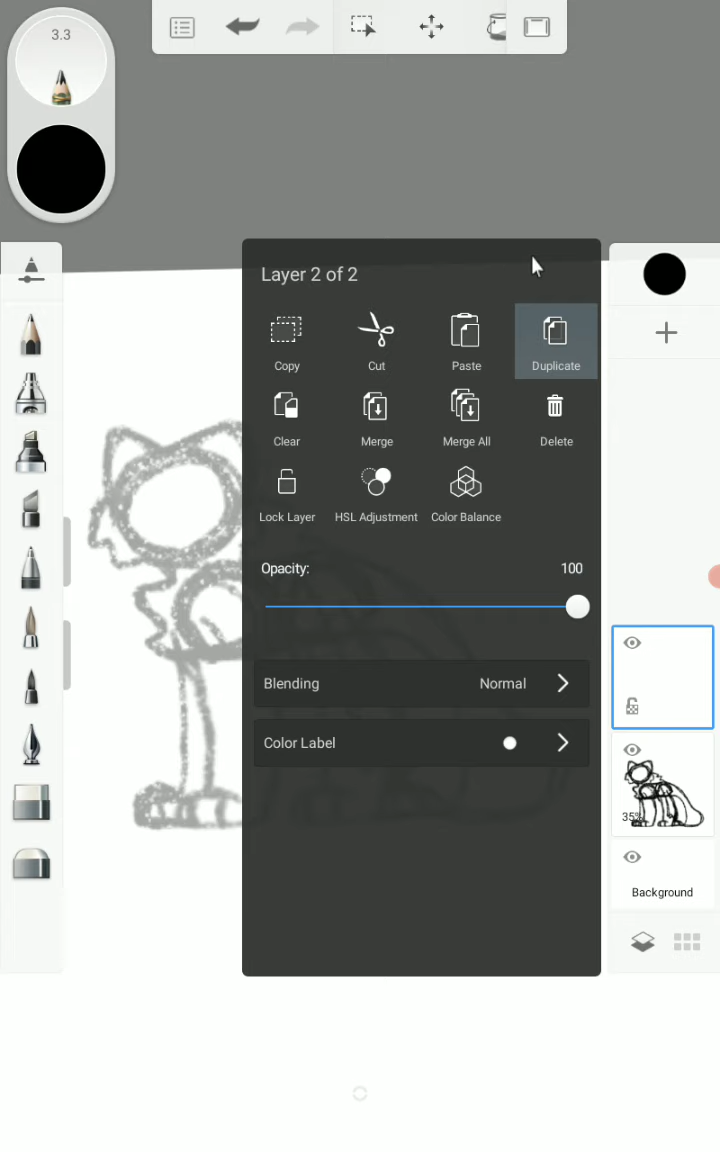 3.3
Layer 2 of 2
Copy Cut Paste Duplicate
Clear Merge Merge All Delete
Lock Layer HSL Adjustment Color Balance
Opacity: 100
Blending Normal
Color Label
35%
Background